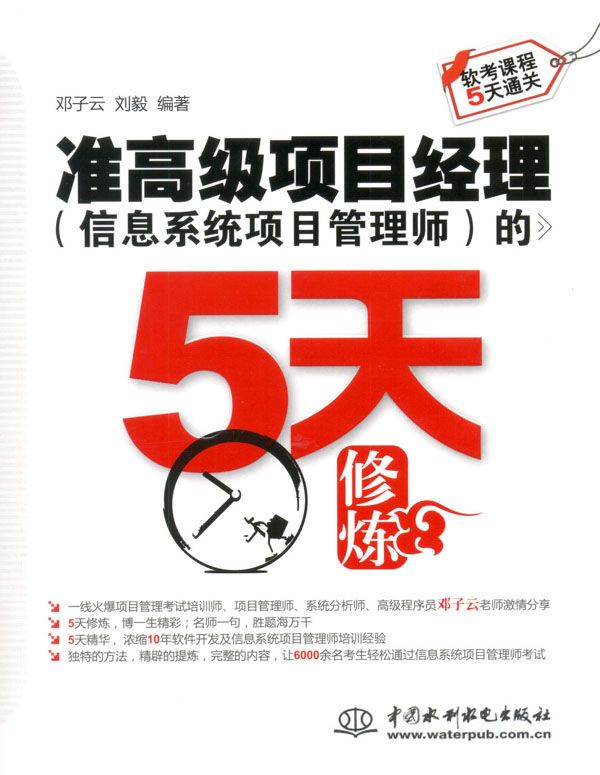 软考课程
5天通关
邓子云 刘毅 编著
准高级项目经理
（信息系统项目管理师）的
5天
修炼
一线火爆项目管理考试培训师、项目管理师、系统分析师、高级程序员邓子云老师激情分享
5天修炼，博一生精彩；名师一句，胜题海万千
5天精华，浓缩10年软件开发及信息系统项目管理师培训经验
独特的方法，精辟的提炼，完整的内容，让6000余名考生轻松通过信息系统项目管理师考试
中国水利水电出版社
www.waterpub.com.cn